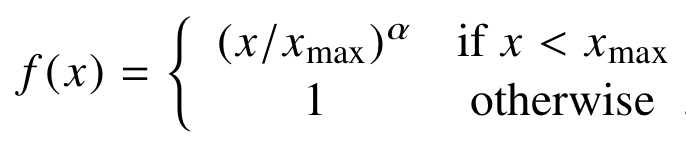 f(x) = { (x/x_max)^α if x < x_max
1 otherwise .